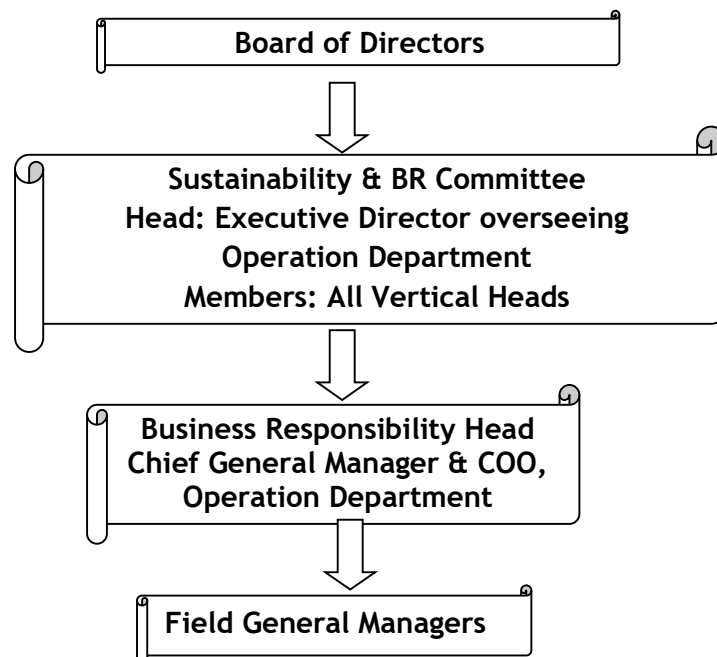 Board of Directors
Sustainability & BR Committee
Head: Executive Director overseeing
Operation Department
Members: All Vertical Heads
Business Responsibility Head
Chief General Manager & COO,
Operation Department
Field General Managers